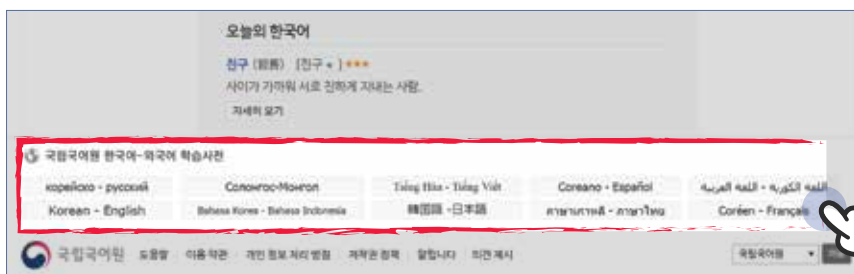 오늘의 한국어
친구 (親舊) [친구 ] ★★★
사이가 가까워 서로 친하게 지내는 사람.
자세히 보기
국립국어원 한국어-외국어 학습사전
корейско - русский
Солонгос-Монгол
Tiếng Hàn - Tiếng Việt
Coreano - Español
اللغة الكورية - اللغة العربية
Korean - English
Bahasa Korea - Bahasa Indonesia
韓国語 -日本語
ภาษาเกาหลี - ภาษาไทย
Coréen - Français
국립국어원 도움말 이용 약관 개인 정보 처리 방침 저작권 정책 알립니다 의견 제시 국립국어원